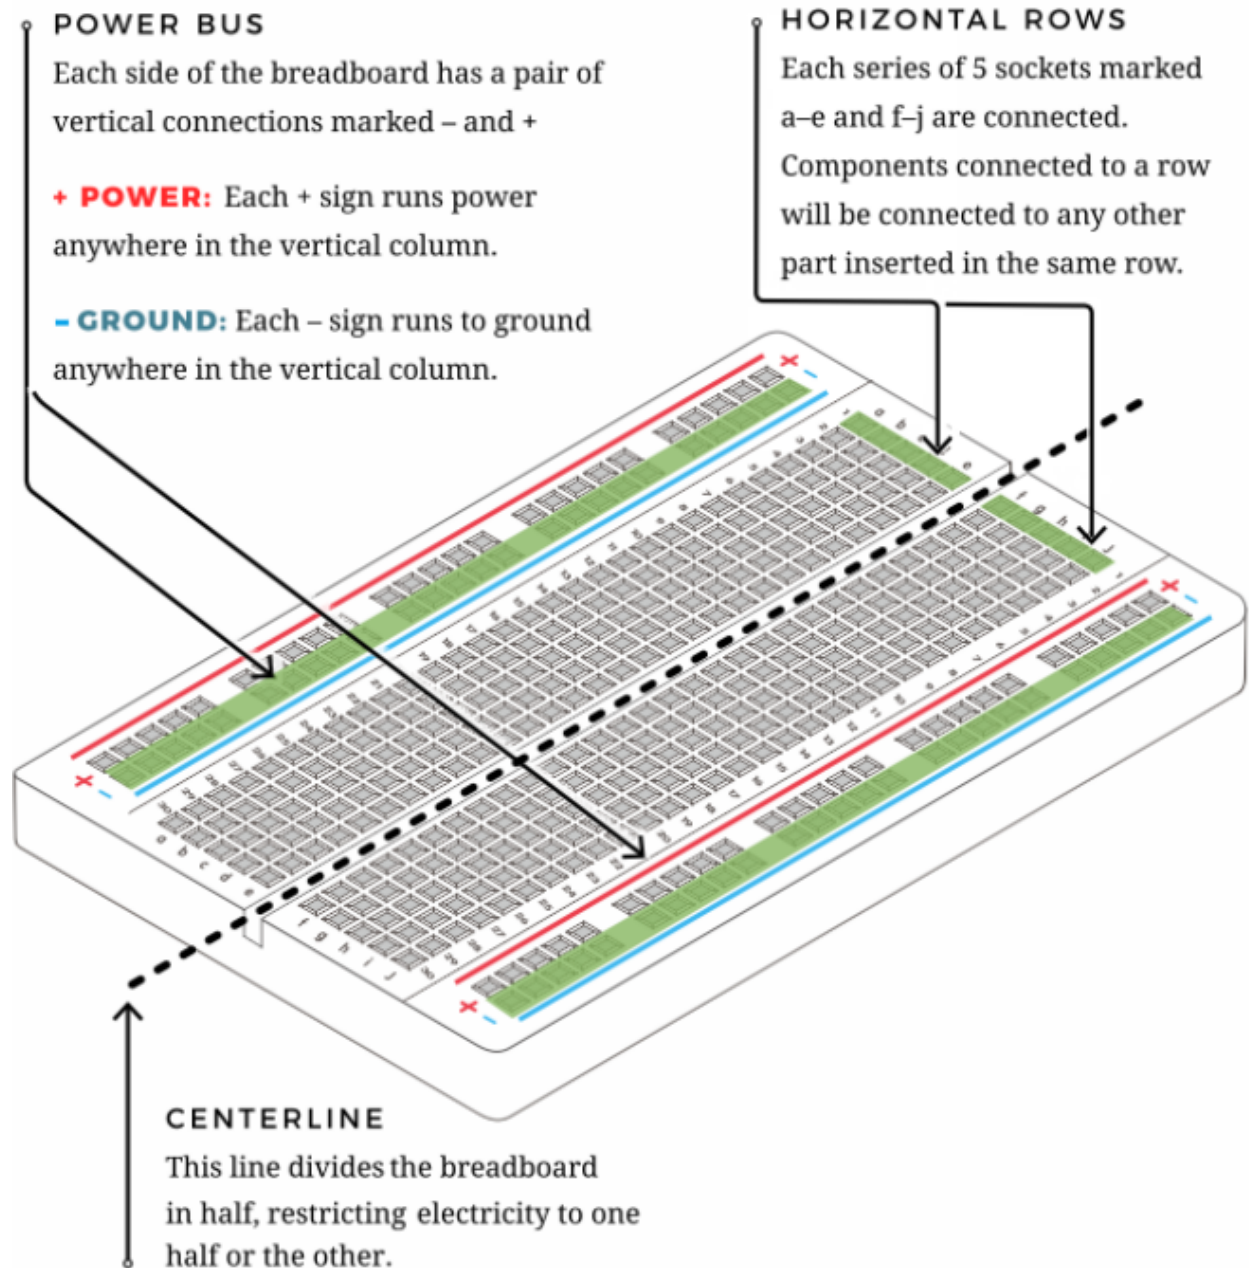 POWER BUS
Each side of the breadboard has a pair of
vertical connections marked – and +
+ POWER: Each + sign runs power
anywhere in the vertical column.
– GROUND: Each – sign runs to ground
anywhere in the vertical column.
HORIZONTAL ROWS
Each series of 5 sockets marked
a–e and f–j are connected.
Components connected to a row
will be connected to any other
part inserted in the same row.
+ –
a b e
f g h j
+ –
+ –
a b c d e
f g h i j
+ –
CENTERLINE
This line divides the breadboard
in half, restricting electricity to one
half or the other.